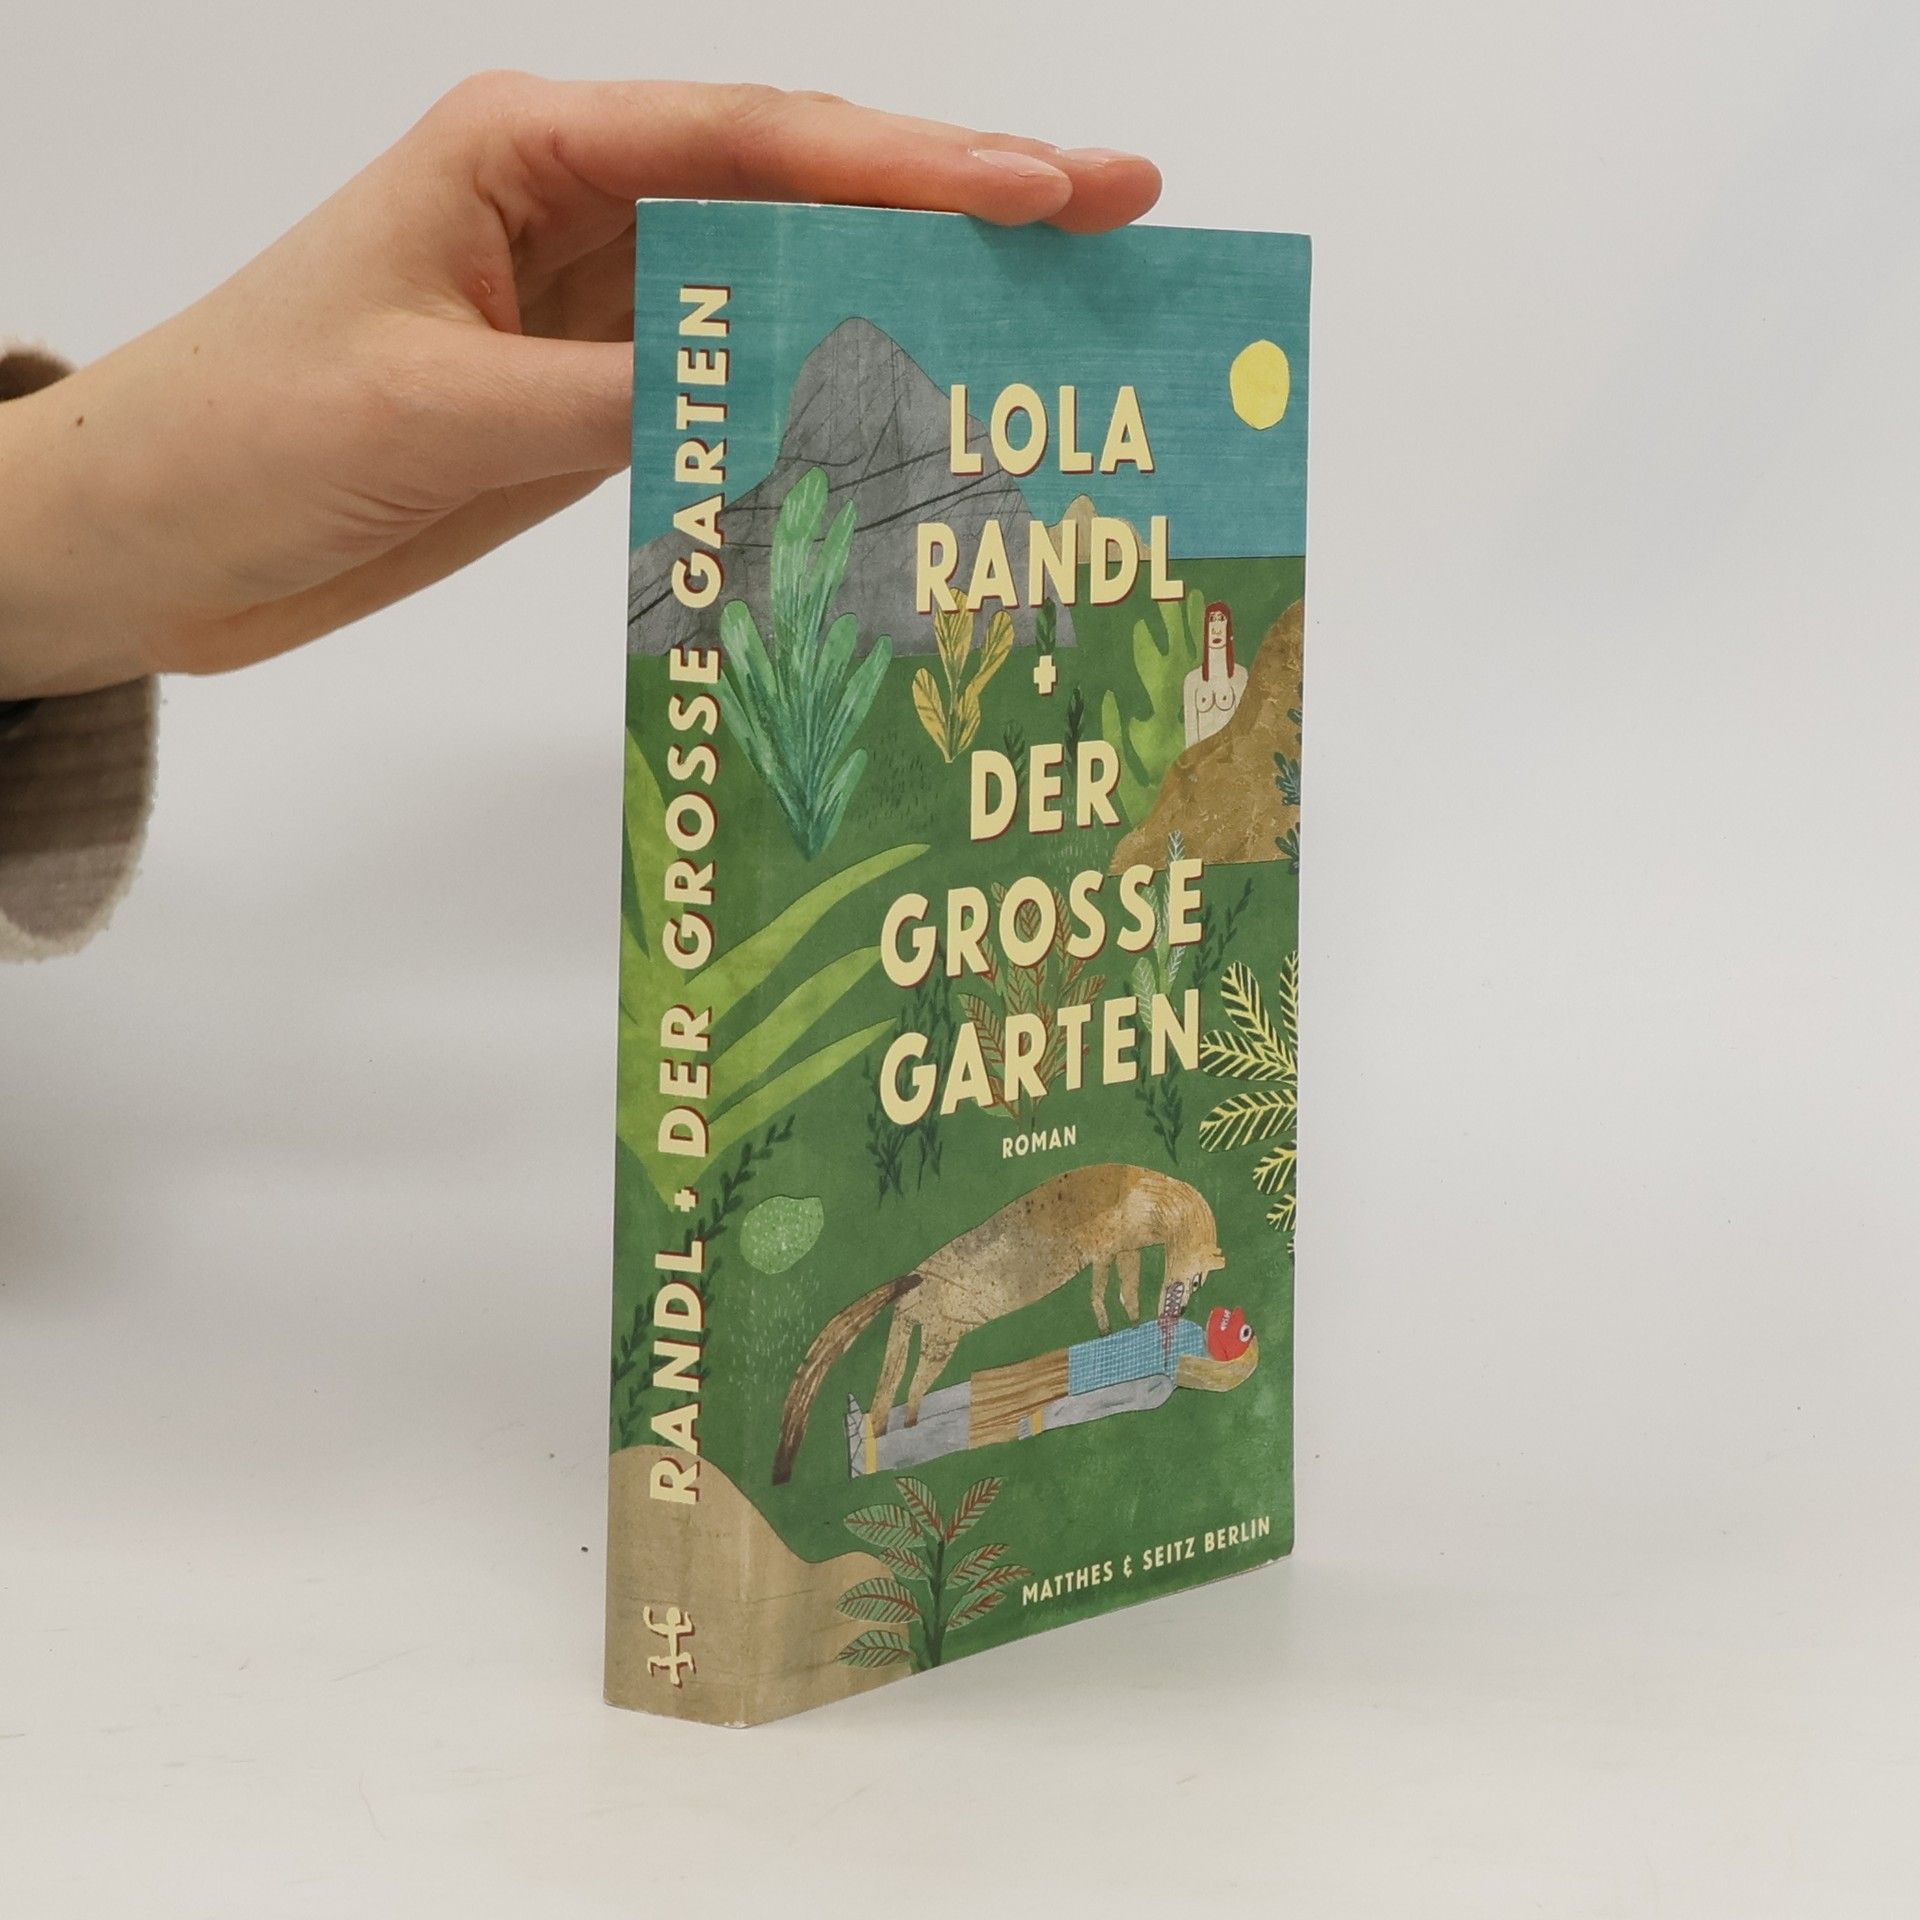 RANDL + DER GROSSE GARTEN
LOLA
RANDL
+
DER
GROSSE
GARTEN
ROMAN
MATTHES & SEITZ BERLIN